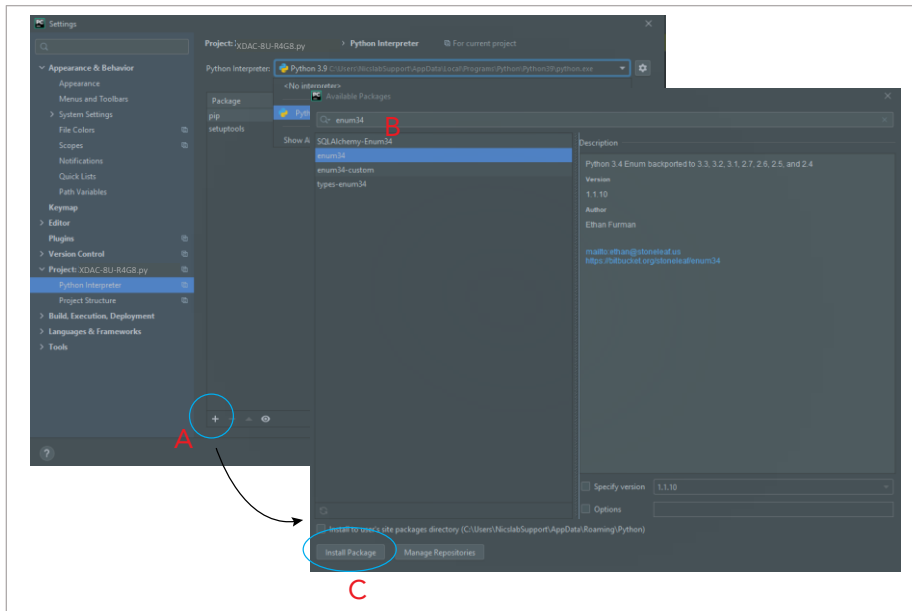 PC Settings
Project: XDAC-8U-R4G8.py > Python Interpreter For current project
Appearance & Behavior
Python Interpreter: Python 3.9 C:\Users\NicslabSupport\AppData\Local\Programs\Python\Python39\python.exe
Appearance
<No interpreter>
Menus and Toolbars
PC Available Packages
System Settings
Package
Pyth
enum34
B
File Colors
pip
Scopes
setuptools
Show A
SQLAlchemy-Enum34
Description
Notifications
enum34
Python 3.4 Enum backported to 3.3, 3.2, 3.1, 2.7, 2.6, 2.5, and 2.4
Quick Lists
enum34-custom
Version
Path Variables
types-enum34
1.1.10
Keymap
Author
Editor
Ethan Furman
Plugins
Version Control
mailto:ethan@stoneleaf.us
https://bitbucket.org/stoneleaf/enum34
Project: XDAC-8U-R4G8.py
Python Interpreter
Project Structure
Build, Execution, Deployment
Languages & Frameworks
Tools
+
A
?
Specify version 1.1.10
Options
Install to user's site packages directory (C:\Users\NicslabSupport\AppData\Roaming\Python)
Install Package Manage Repositories
C